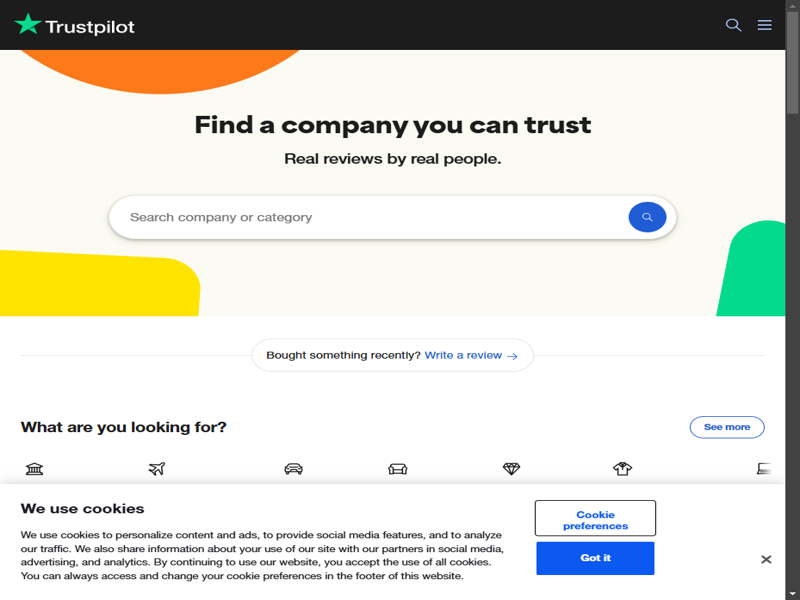 Trustpilot
Find a company you can trust
Real reviews by real people.
Search company or category
Bought something recently? Write a review →
What are you looking for?
See more
We use cookies
We use cookies to personalize content and ads, to provide social media features, and to analyze
our traffic. We also share information about your use of our site with our partners in social media,
advertising, and analytics. By continuing to use our website, you accept the use of all cookies.
You can always access and change your cookie preferences in the footer of this website.
Cookie
preferences
Got it